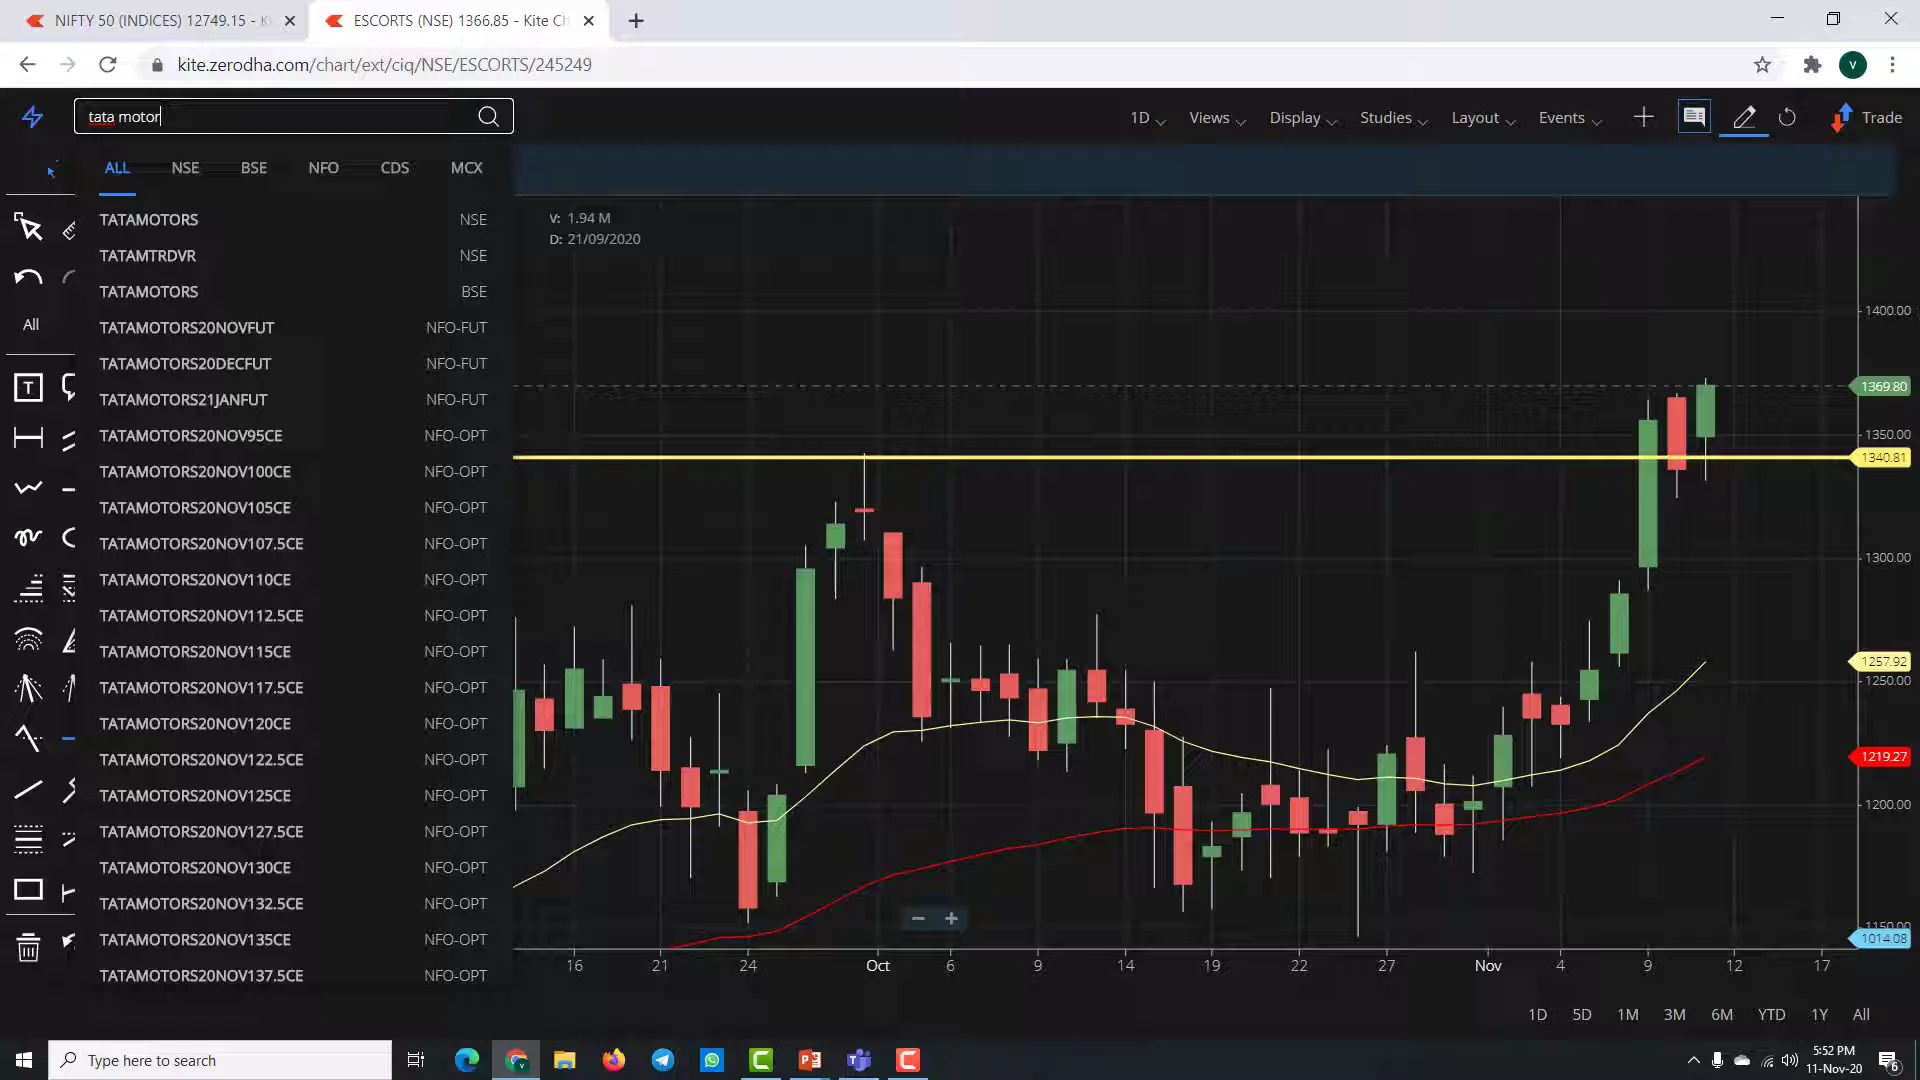 NIFTY 50 (INDICES) 12749.15 - K
ESCORTS (NSE) 1366.85 - Kite Ch
kite.zerodha.com/chart/ext/ciq/NSE/ESCORTS/245249
V
tata motor
1D
Views
Display
Studies
Layout
Events
Trade
ALL
NSE
BSE
NFO
CDS
MCX
TATAMOTORS NSE
TATAMTRDVR NSE
TATAMOTORS BSE
TATAMOTORS20NOVFUT NFO-FUT
TATAMOTORS20DECFUT NFO-FUT
TATAMOTORS21JANFUT NFO-FUT
TATAMOTORS20NOV95CE NFO-OPT
TATAMOTORS20NOV100CE NFO-OPT
TATAMOTORS20NOV105CE NFO-OPT
TATAMOTORS20NOV107.5CE NFO-OPT
TATAMOTORS20NOV110CE NFO-OPT
TATAMOTORS20NOV112.5CE NFO-OPT
TATAMOTORS20NOV115CE NFO-OPT
TATAMOTORS20NOV117.5CE NFO-OPT
TATAMOTORS20NOV120CE NFO-OPT
TATAMOTORS20NOV122.5CE NFO-OPT
TATAMOTORS20NOV125CE NFO-OPT
TATAMOTORS20NOV127.5CE NFO-OPT
TATAMOTORS20NOV130CE NFO-OPT
TATAMOTORS20NOV132.5CE NFO-OPT
TATAMOTORS20NOV135CE NFO-OPT
TATAMOTORS20NOV137.5CE NFO-OPT
All
T
V: 1.94 M
D: 21/09/2020
1400.00
1369.80
1350.00
1340.81
1300.00
1257.92
1250.00
1219.27
1200.00
1150.00
1014.08
16 21 24 Oct 6 9 14 19 22 27 Nov 4 9 12 17
1D 5D 1M 3M 6M YTD 1Y All
Type here to search
5:52 PM
11-Nov-20
6